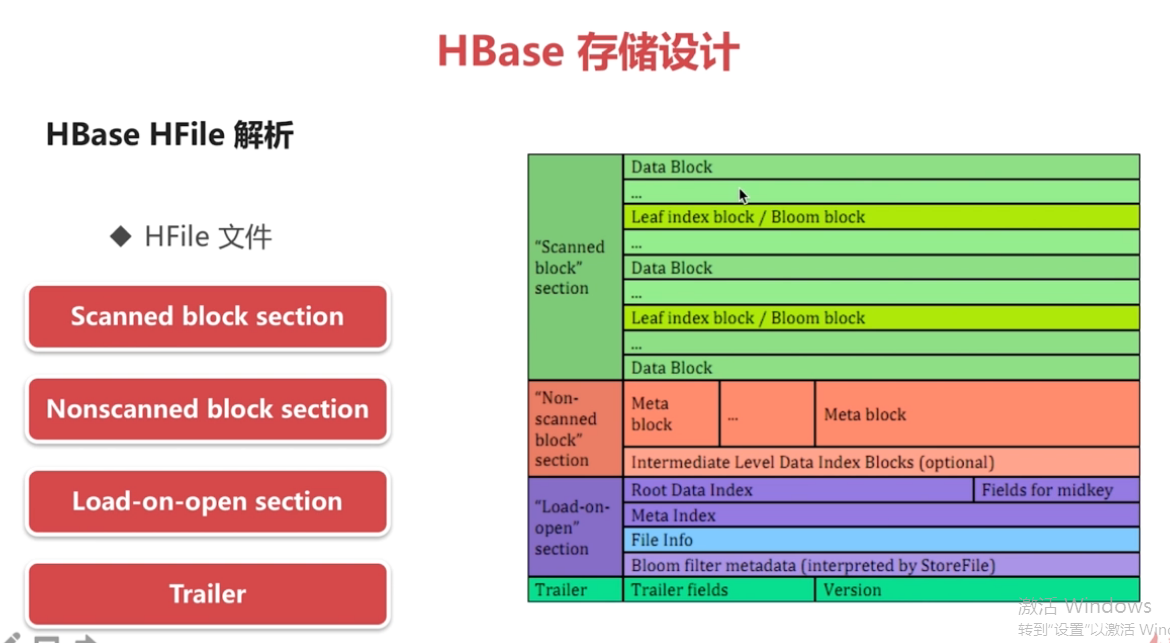 HBase 存储设计
HBase HFile 解析
◆ HFile 文件
Scanned block section
Nonscanned block section
Load-on-open section
Trailer
"Scanned
block"
section
Data Block
...
Leaf index block / Bloom block
...
Data Block
...
Leaf index block / Bloom block
...
Data Block
"Non-
scanned
block"
section
Meta
block
...
Meta block
Intermediate Level Data Index Blocks (optional)
"Load-on-
open"
section
Root Data Index
Fields for midkey
Meta Index
File Info
Bloom filter metadata (interpreted by StoreFile)
Trailer
Trailer fields
Version
激活 Windows
转到"设置"以激活